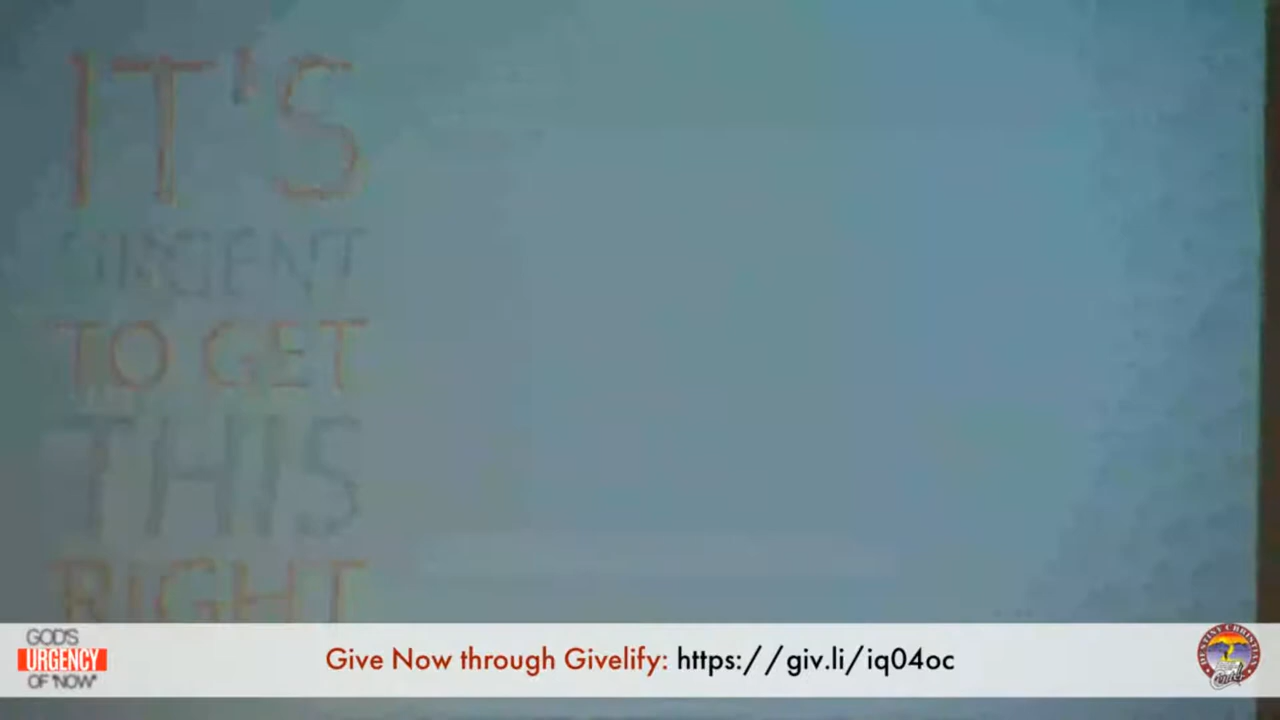 IT'S
URGENT
TO GET
THIS
RIGHT
GOD'S
URGENCY
OF "NOW"
Give Now through Givelify: https://giv.li/iq04oc